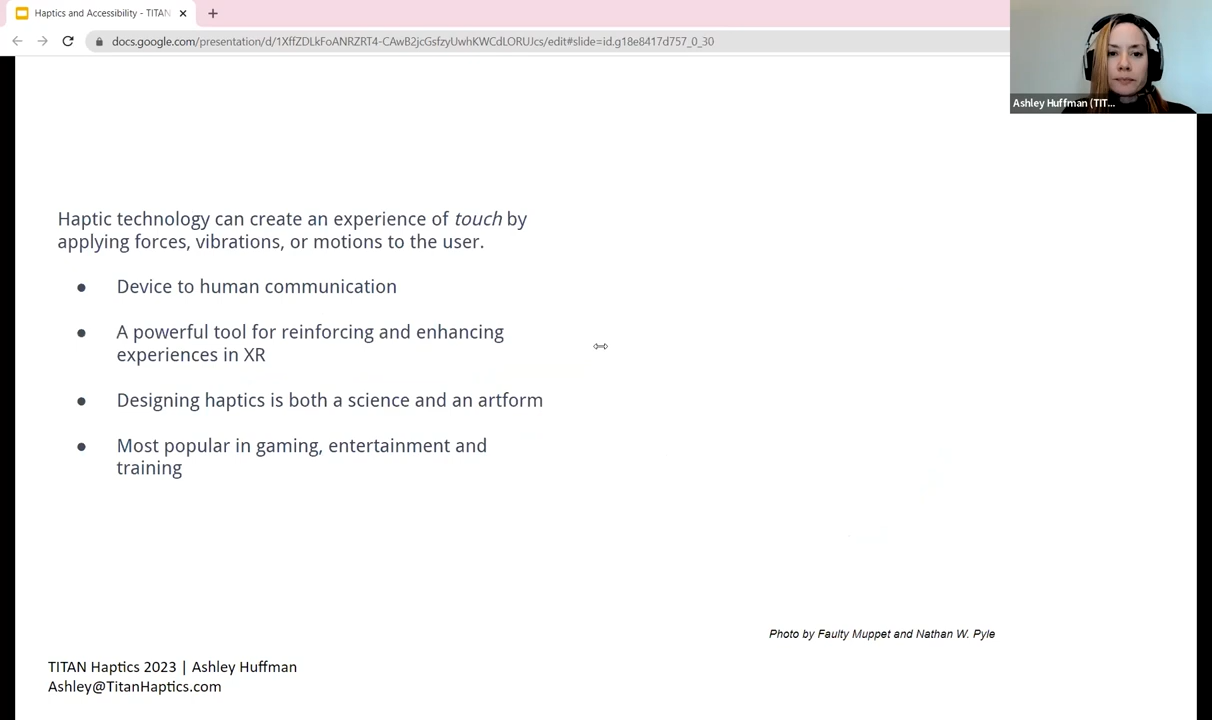 Haptics and Accessibility - TITAN
docs.google.com/presentation/d/1XffZDLkFoANRZRT4-CAwB2jcGsfzyUwhKWCdLORUJcs/edit#slide=id.g18e8417d757_0_30
Ashley Huffman (TIT...
Haptic technology can create an experience of touch by
applying forces, vibrations, or motions to the user.
● Device to human communication
● A powerful tool for reinforcing and enhancing
experiences in XR
● Designing haptics is both a science and an artform
● Most popular in gaming, entertainment and
training
Photo by Faulty Muppet and Nathan W. Pyle
TITAN Haptics 2023 | Ashley Huffman
Ashley@TitanHaptics.com